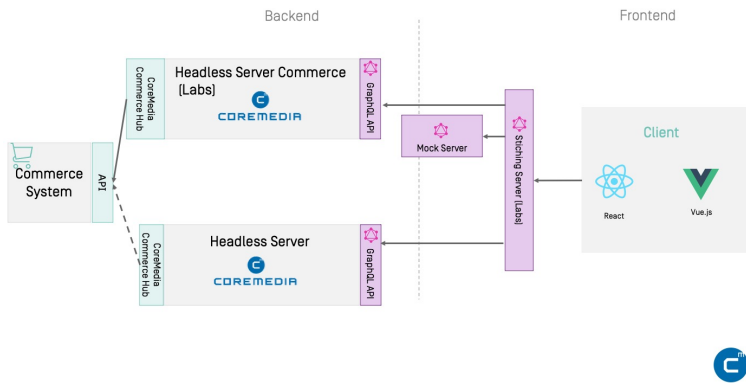 Backend
Frontend
CoreMedia
Commerce Hub
Headless Server Commerce
(Labs)
COREMEDIA
GraphQL API
Mock Server
Stiching Server (Labs)
Client
React
Vue.js
Commerce
System
API
CoreMedia
Commerce Hub
Headless Server
COREMEDIA
GraphQL API